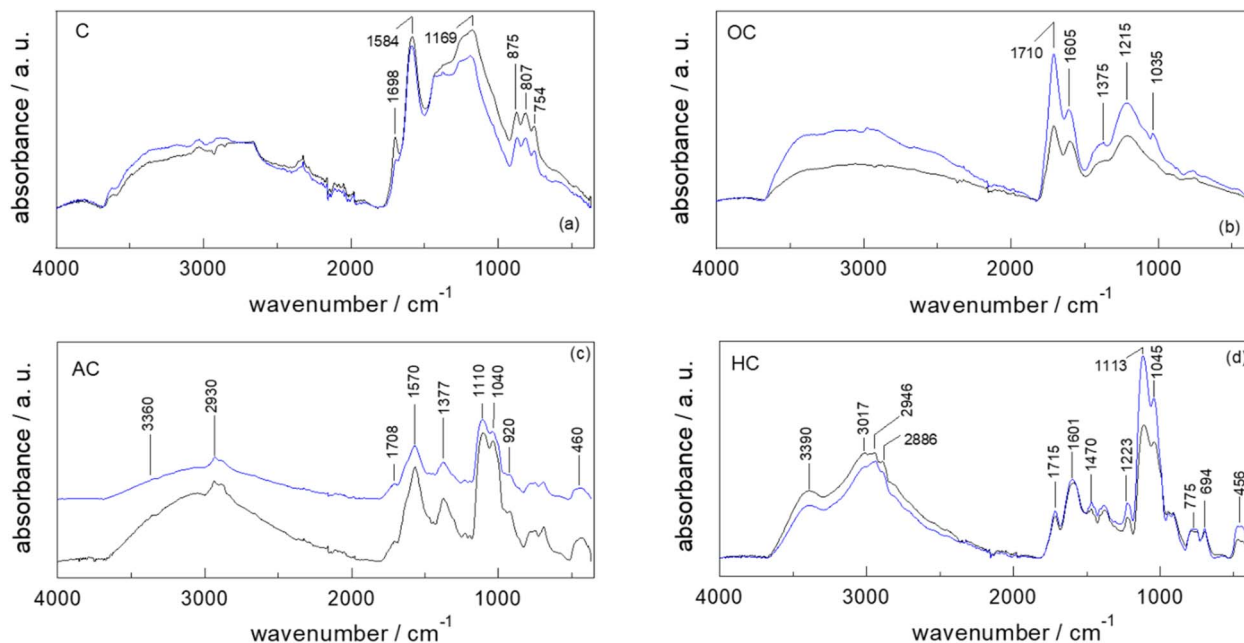 C
1584
1169
1698
875
807
754
absorbance / a. u.
(a)
4000 3000 2000 1000
wavenumber / cm⁻¹
OC
1710
1605
1375
1215
1035
absorbance / a. u.
(b)
4000 3000 2000 1000
wavenumber / cm⁻¹
AC
(c)
3360
2930
1708
1570
1377
1110
1040
920
460
absorbance / a. u.
4000 3000 2000 1000
wavenumber / cm⁻¹
HC
(d)
3390
3017
2946
2886
1715
1601
1470
1223
1113
1045
775
694
456
absorbance / a. u.
4000 3000 2000 1000
wavenumber / cm⁻¹